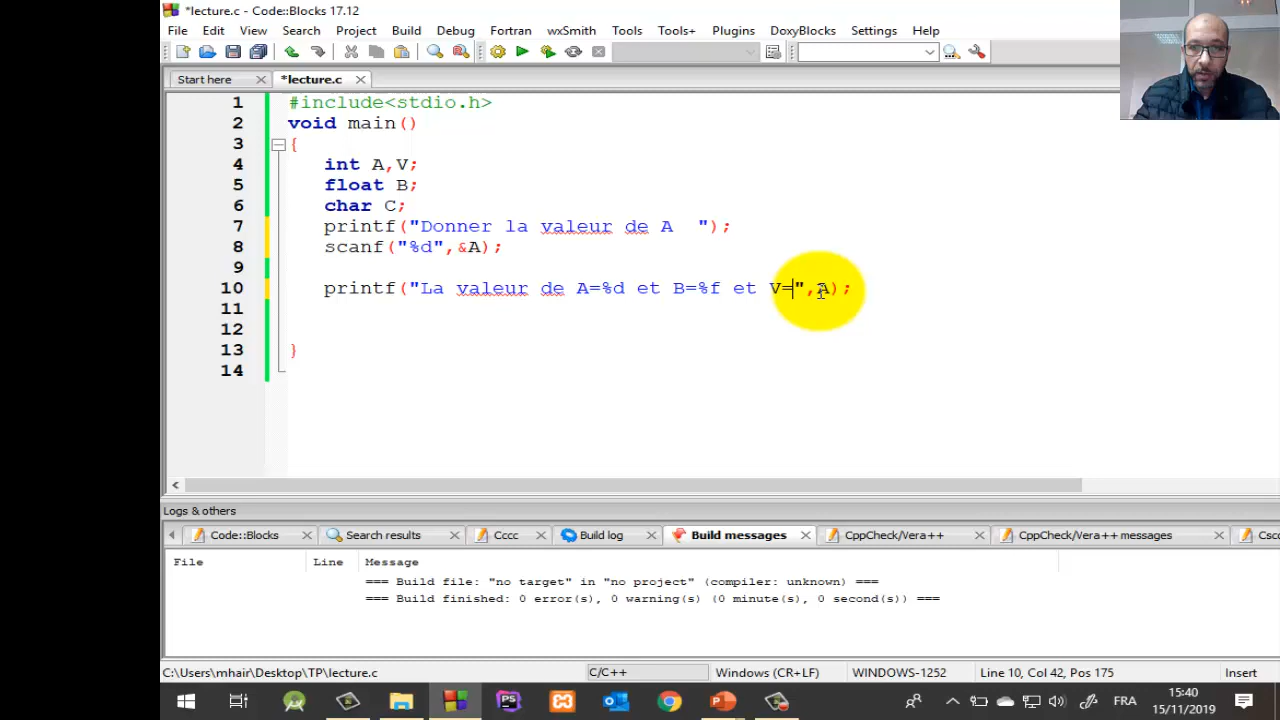 *lecture.c - Code::Blocks 17.12
File Edit View Search Project Build Debug Fortran wxSmith Tools Tools+ Plugins DoxyBlocks Settings Help
Start here *lecture.c
1 #include<stdio.h>
2 void main()
3 {
4 int A,V;
5 float B;
6 char C;
7 printf("Donner la valeur de A  ");
8 scanf("%d",&A);
9
10 printf("La valeur de A=%d et B=%f et V=",A);
11
12
13 }
14
Logs & others
Code::Blocks Search results Cccc Build log Build messages CppCheck/Vera++ CppCheck/Vera++ messages Csco
File Line Message
=== Build file: "no target" in "no project" (compiler: unknown) ===
=== Build finished: 0 error(s), 0 warning(s) (0 minute(s), 0 second(s)) ===
C:\Users\mhair\Desktop\TP\lecture.c C/C++ Windows (CR+LF) WINDOWS-1252 Line 10, Col 42, Pos 175 Insert
PS FRA 15:40
15/11/2019